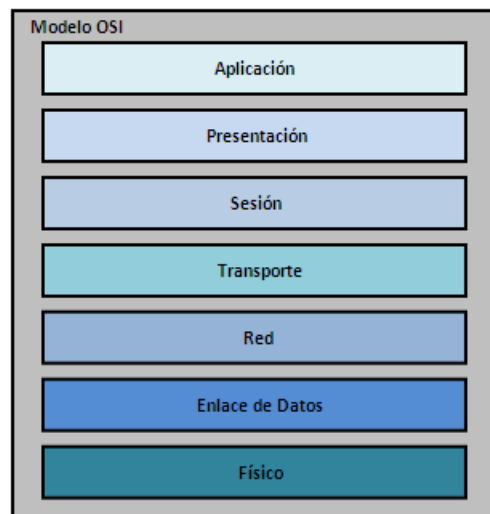 Modelo OSI
Aplicación
Presentación
Sesión
Transporte
Red
Enlace de Datos
Físico